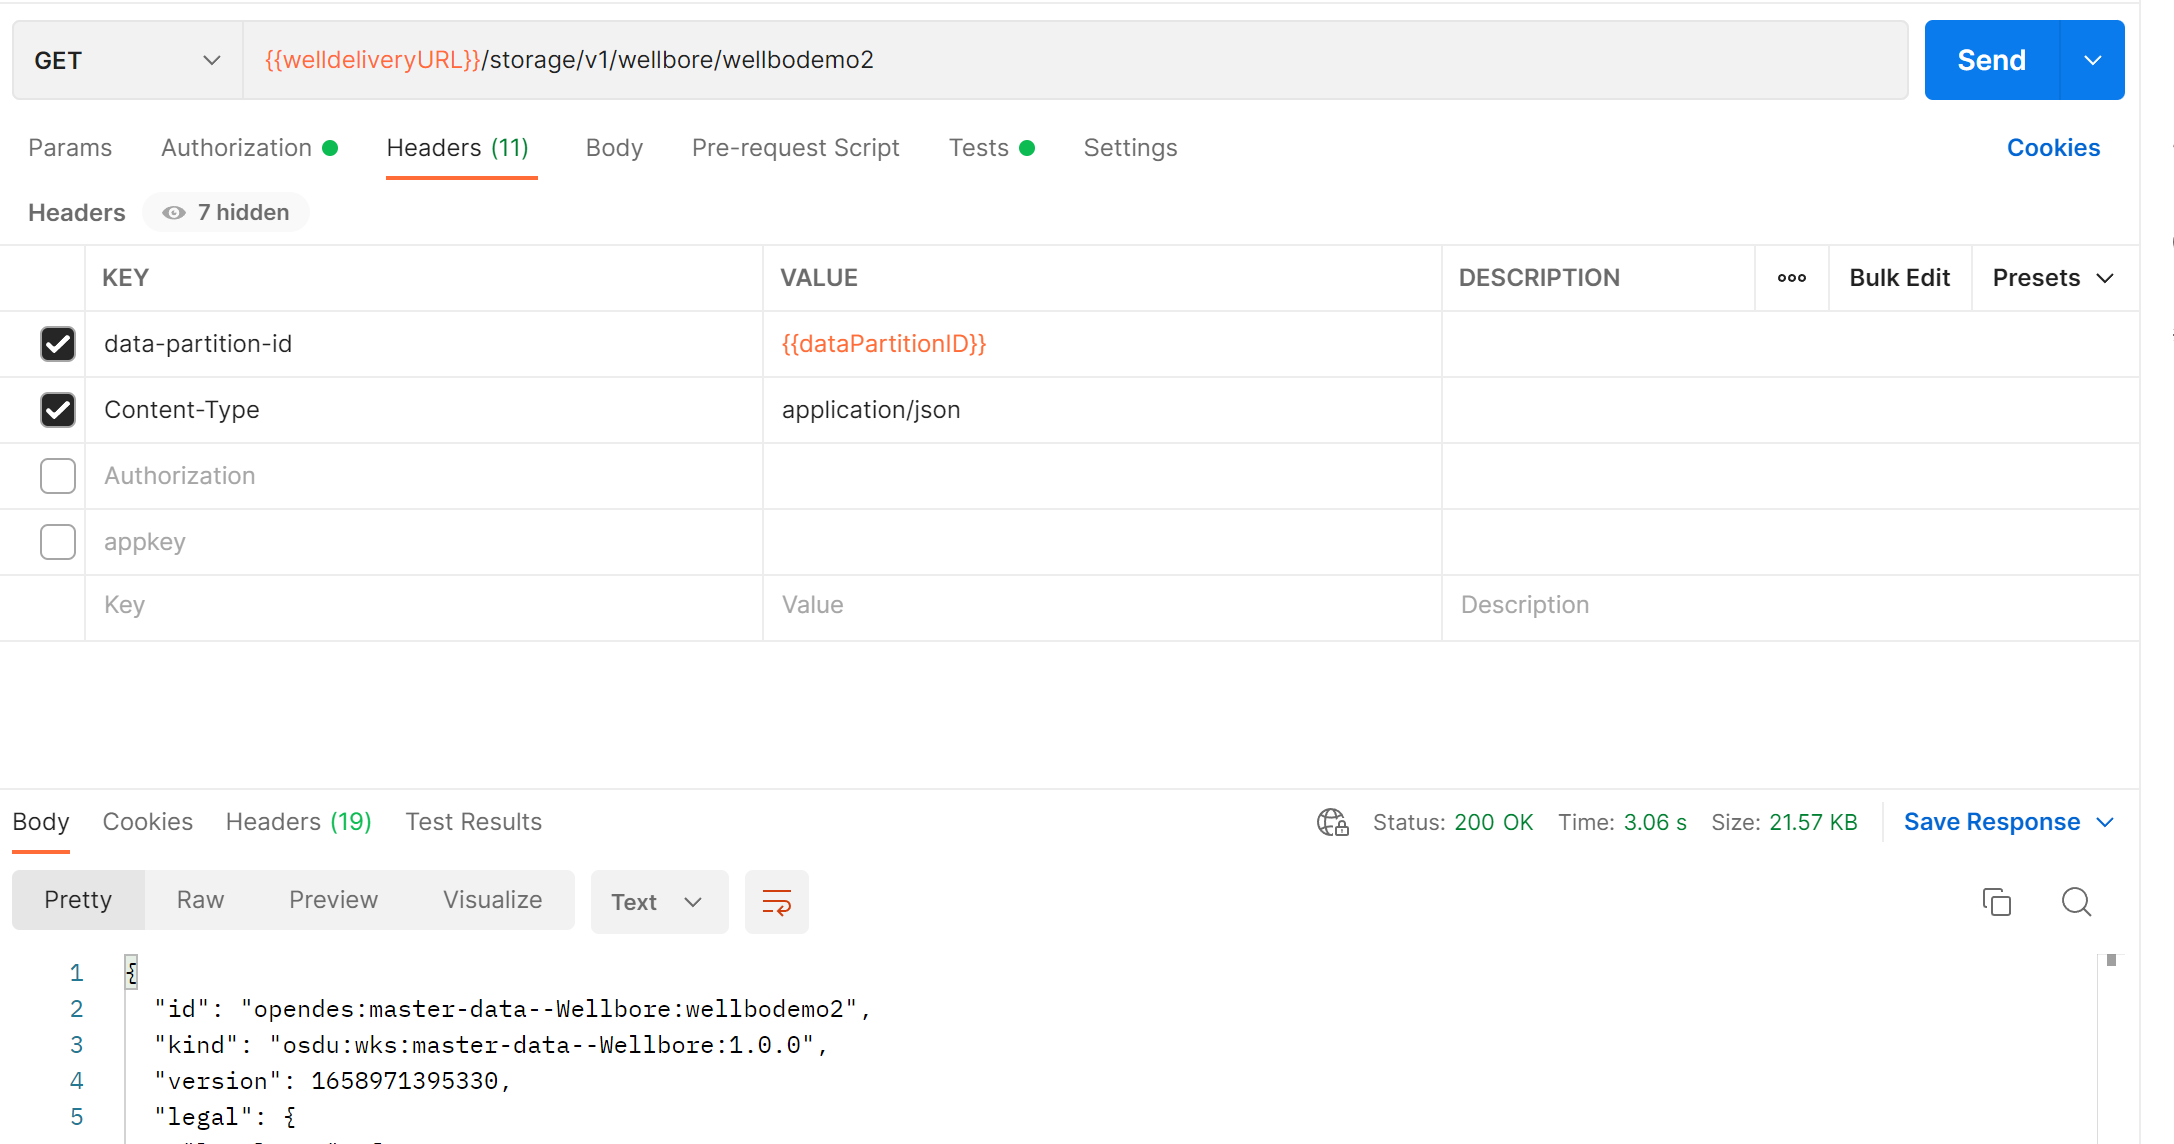 GET {{welldeliveryURL}}/storage/v1/wellbore/wellbodemo2 Send
Params Authorization Headers (11) Body Pre-request Script Tests Settings Cookies
Headers 7 hidden
KEY VALUE DESCRIPTION ooo Bulk Edit Presets
data-partition-id {{dataPartitionID}}
Content-Type application/json
Authorization
appkey
Key Value Description
Body Cookies Headers (19) Test Results Status: 200 OK Time: 3.06 s Size: 21.57 KB Save Response
Pretty Raw Preview Visualize Text
1 {
2 "id": "opendes:master-data--Wellbore:wellbodemo2",
3 "kind": "osdu:wks:master-data--Wellbore:1.0.0",
4 "version": 1658971395330,
5 "legal": {